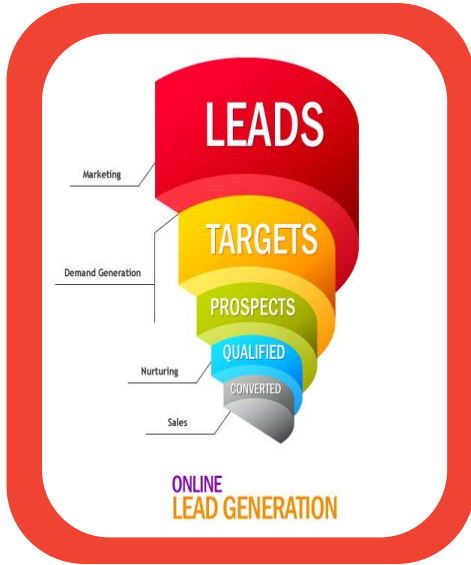 LEADS
Marketing
TARGETS
Demand Generation
PROSPECTS
QUALIFIED
Nurturing
CONVERTED
Sales
ONLINE
LEAD GENERATION